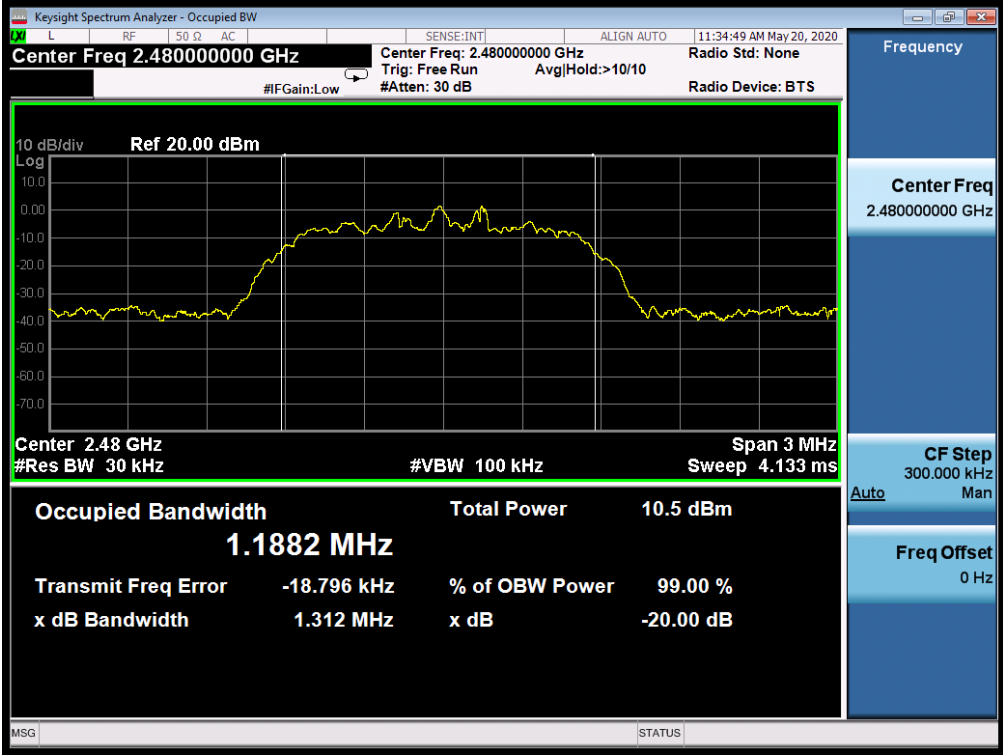 Keysight Spectrum Analyzer - Occupied BW
LXI L RF 50 Ω AC SENSE:INT ALIGN AUTO 11:34:49 AM May 20, 2020
Center Freq 2.480000000 GHz
Center Freq: 2.480000000 GHz Radio Std: None
Trig: Free Run Avg|Hold:>10/10
#IFGain:Low #Atten: 30 dB Radio Device: BTS
10 dB/div Ref 20.00 dBm
Log
10.0
0.00
-10.0
-20.0
-30.0
-40.0
-50.0
-60.0
-70.0
Center 2.48 GHz Span 3 MHz
#Res BW 30 kHz #VBW 100 kHz Sweep 4.133 ms
Occupied Bandwidth Total Power 10.5 dBm
1.1882 MHz
Transmit Freq Error -18.796 kHz % of OBW Power 99.00 %
x dB Bandwidth 1.312 MHz x dB -20.00 dB
MSG STATUS
Frequency
Center Freq
2.480000000 GHz
CF Step
300.000 kHz
Auto Man
Freq Offset
0 Hz